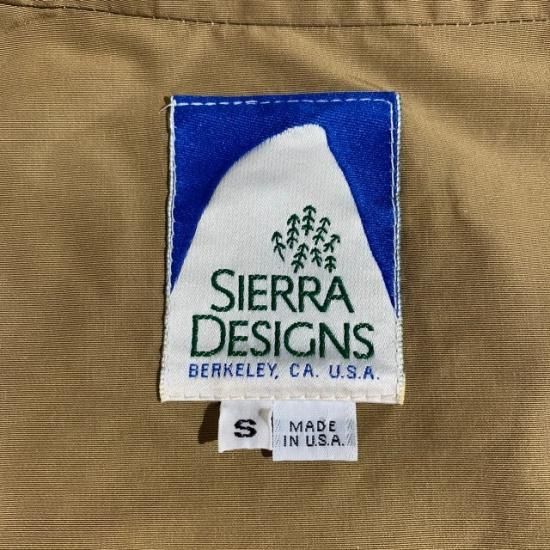 SIERRA
DESIGNS
BERKELEY, CA. U.S.A.
S
MADE
IN U.S.A.